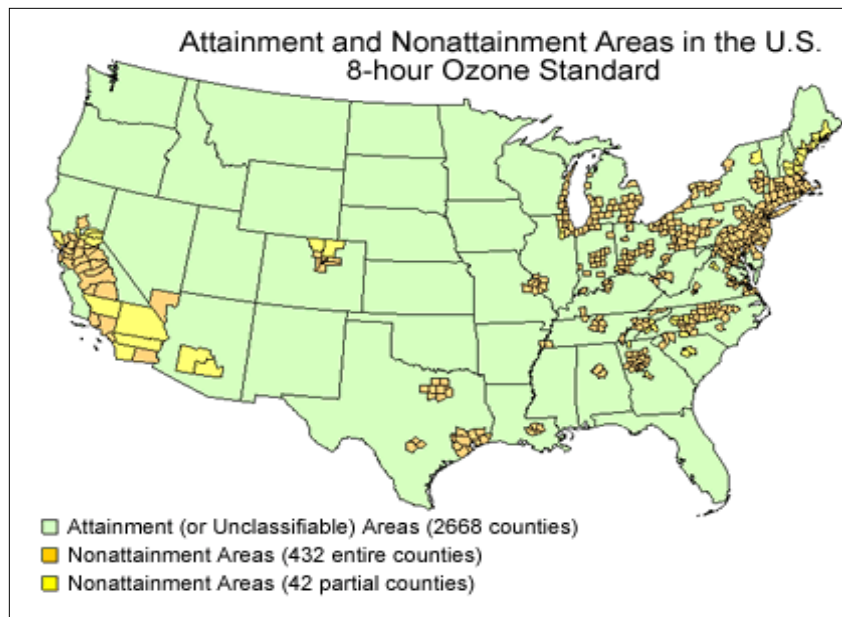 Attainment and Nonattainment Areas in the U.S.
8-hour Ozone Standard
Attainment (or Unclassifiable) Areas (2668 counties)
Nonattainment Areas (432 entire counties)
Nonattainment Areas (42 partial counties)